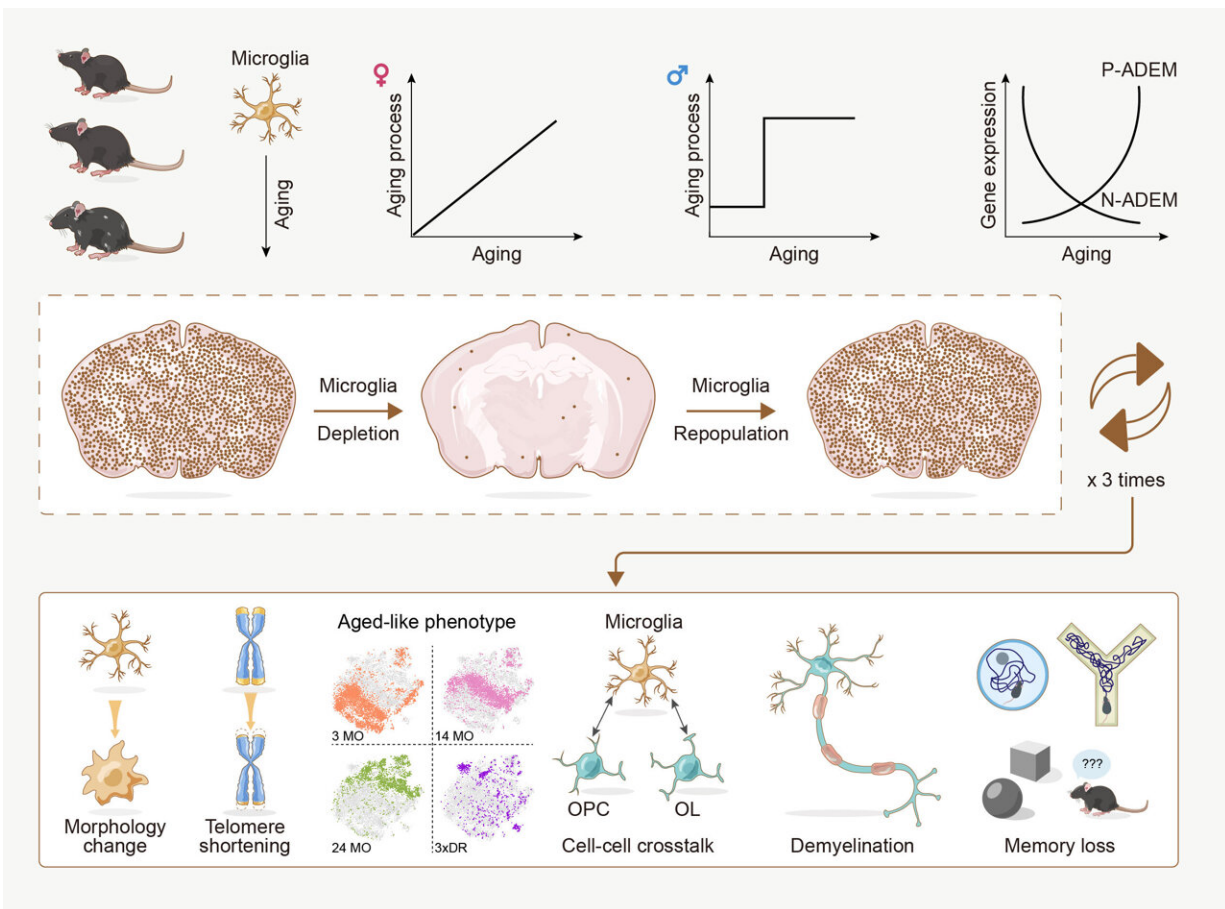 Microglia
Aging
♀
Aging process
Aging
♂
Aging process
Aging
Gene expression
P-ADEM
N-ADEM
Aging
Microglia
Depletion
Microglia
Repopulation
x 3 times
Morphology
change
Telomere
shortening
Aged-like phenotype
3 MO
14 MO
24 MO
3xDR
Microglia
OPC
OL
Cell-cell crosstalk
Demyelination
???
Memory loss